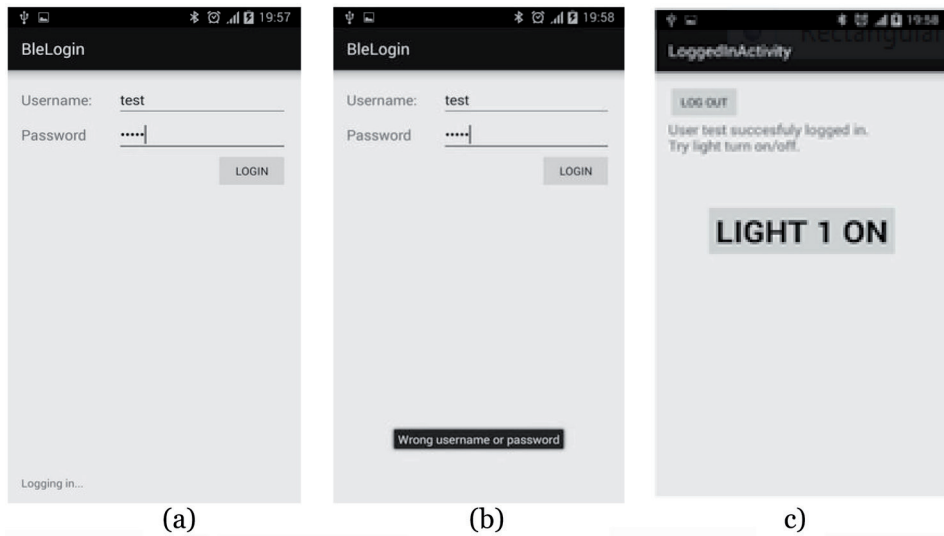 19:57
BleLogin
Username: test
Password •••••
LOGIN
Logging in...
(a)
19:58
BleLogin
Username: test
Password •••••
LOGIN
Wrong username or password
(b)
19:58
LoggedInActivity
LOG OUT
User test succesfuly logged in.
Try light turn on/off.
LIGHT 1 ON
c)